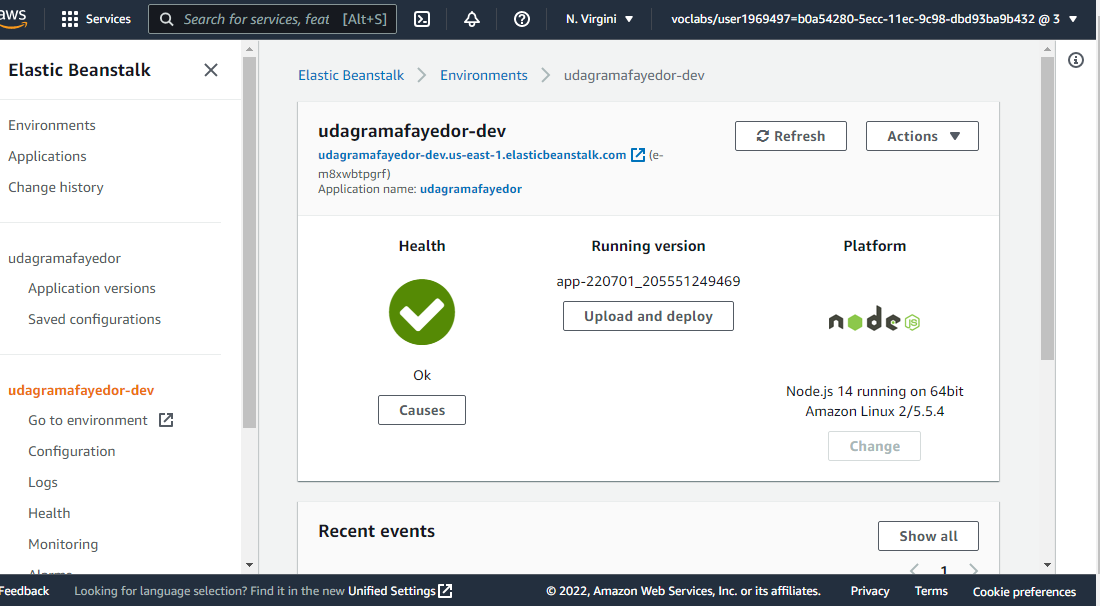 aws
Services
Search for services, feat [Alt+S]
N. Virgini
voclabs/user1969497=b0a54280-5ecc-11ec-9c98-dbd93ba9b432 @ 3
Elastic Beanstalk
Environments
Applications
Change history
udagramafayedor
Application versions
Saved configurations
udagramafayedor-dev
Go to environment
Configuration
Logs
Health
Monitoring
Alarms
Elastic Beanstalk
Environments
udagramafayedor-dev
udagramafayedor-dev
udagramafayedor-dev.us-east-1.elasticbeanstalk.com (e-
m8xwbtpgrf)
Application name: udagramafayedor
Refresh
Actions
Health
Ok
Causes
Running version
app-220701_205551249469
Upload and deploy
Platform
node
JS
Node.js 14 running on 64bit
Amazon Linux 2/5.5.4
Change
Recent events
Show all
1
Feedback
Looking for language selection? Find it in the new Unified Settings
© 2022, Amazon Web Services, Inc. or its affiliates.
Privacy
Terms
Cookie preferences